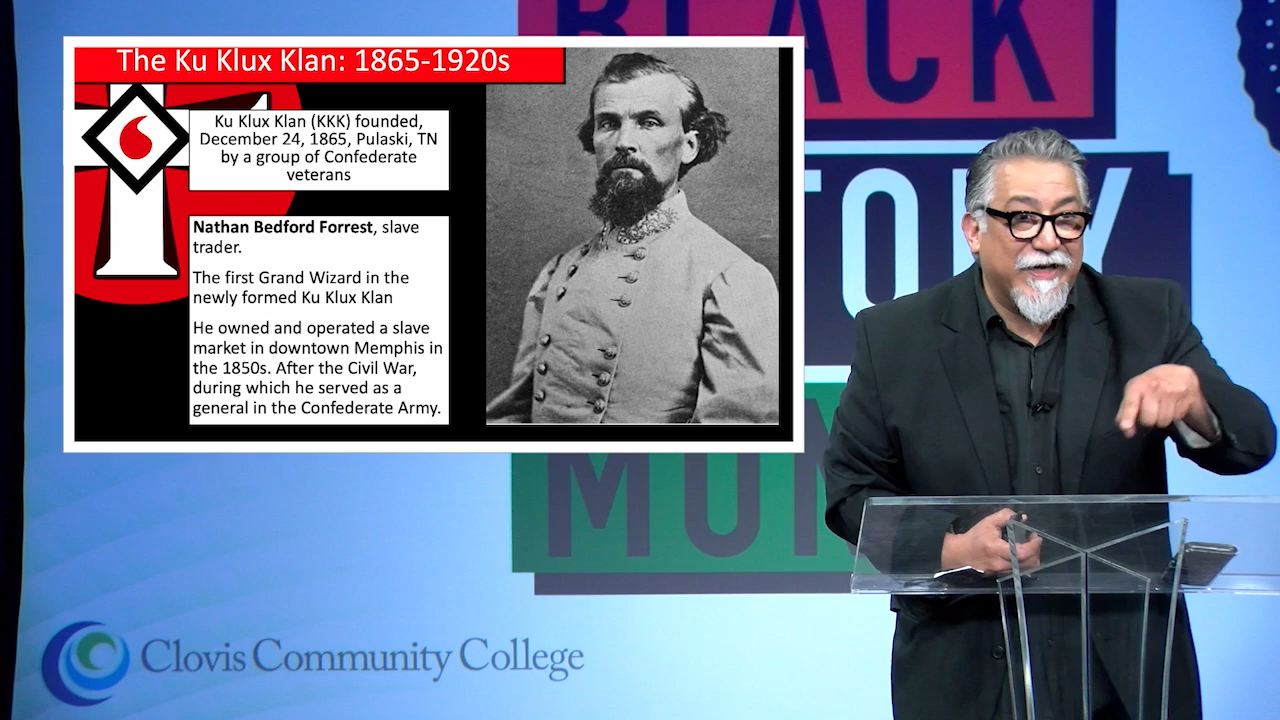 The Ku Klux Klan: 1865-1920s
Ku Klux Klan (KKK) founded,
December 24, 1865, Pulaski, TN
by a group of Confederate
veterans
Nathan Bedford Forrest, slave
trader.
The first Grand Wizard in the
newly formed Ku Klux Klan
He owned and operated a slave
market in downtown Memphis in
the 1850s. After the Civil War,
during which he served as a
general in the Confederate Army.
BLACK
Clovis Community College